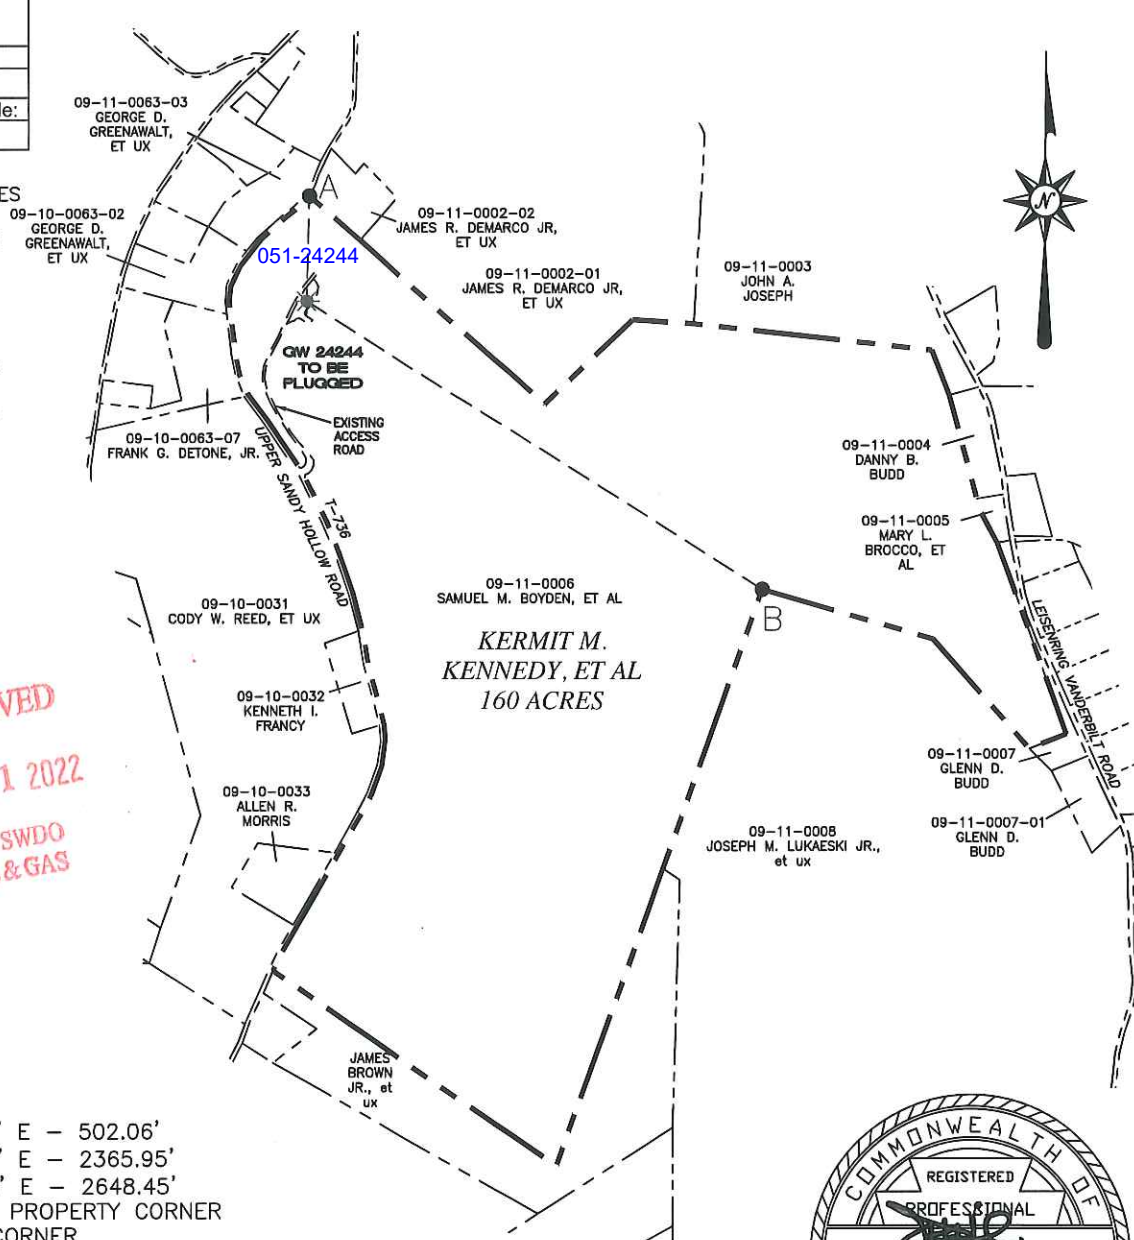 le:
ES
09-11-0063-03
GEORGE D.
GREENAWALT,
ET UX
09-10-0063-02
GEORGE D.
GREENAWALT,
ET UX
A
051-24244
09-11-0002-02
JAMES R. DEMARCO JR,
ET UX
09-11-0002-01
JAMES R. DEMARCO JR,
ET UX
09-11-0003
JOHN A.
JOSEPH
N
GW 24244
TO BE
PLUGGED
EXISTING
ACCESS
ROAD
09-10-0063-07
FRANK G. DETONE, JR.
UPPER SANDY HOLLOW ROAD
T-736
09-11-0004
DANNY B.
BUDD
09-11-0005
MARY L.
BROCCO, ET
AL
09-10-0031
CODY W. REED, ET UX
09-11-0006
SAMUEL M. BOYDEN, ET AL
KERMIT M.
KENNEDY, ET AL
160 ACRES
B
LEISENRING VANDERBILT ROAD
09-10-0032
KENNETH I.
FRANCY
VED
1 2022
SWDO
& GAS
09-10-0033
ALLEN R.
MORRIS
09-11-0007
GLENN D.
BUDD
09-11-0007-01
GLENN D.
BUDD
09-11-0008
JOSEPH M. LUKAESKI JR.,
et ux
JAMES
BROWN
JR., et
ux
' E - 502.06'
' E - 2365.95'
' E - 2648.45'
PROPERTY CORNER
CORNER
COMMONWEALTH OF
REGISTERED
PROFESSIONAL